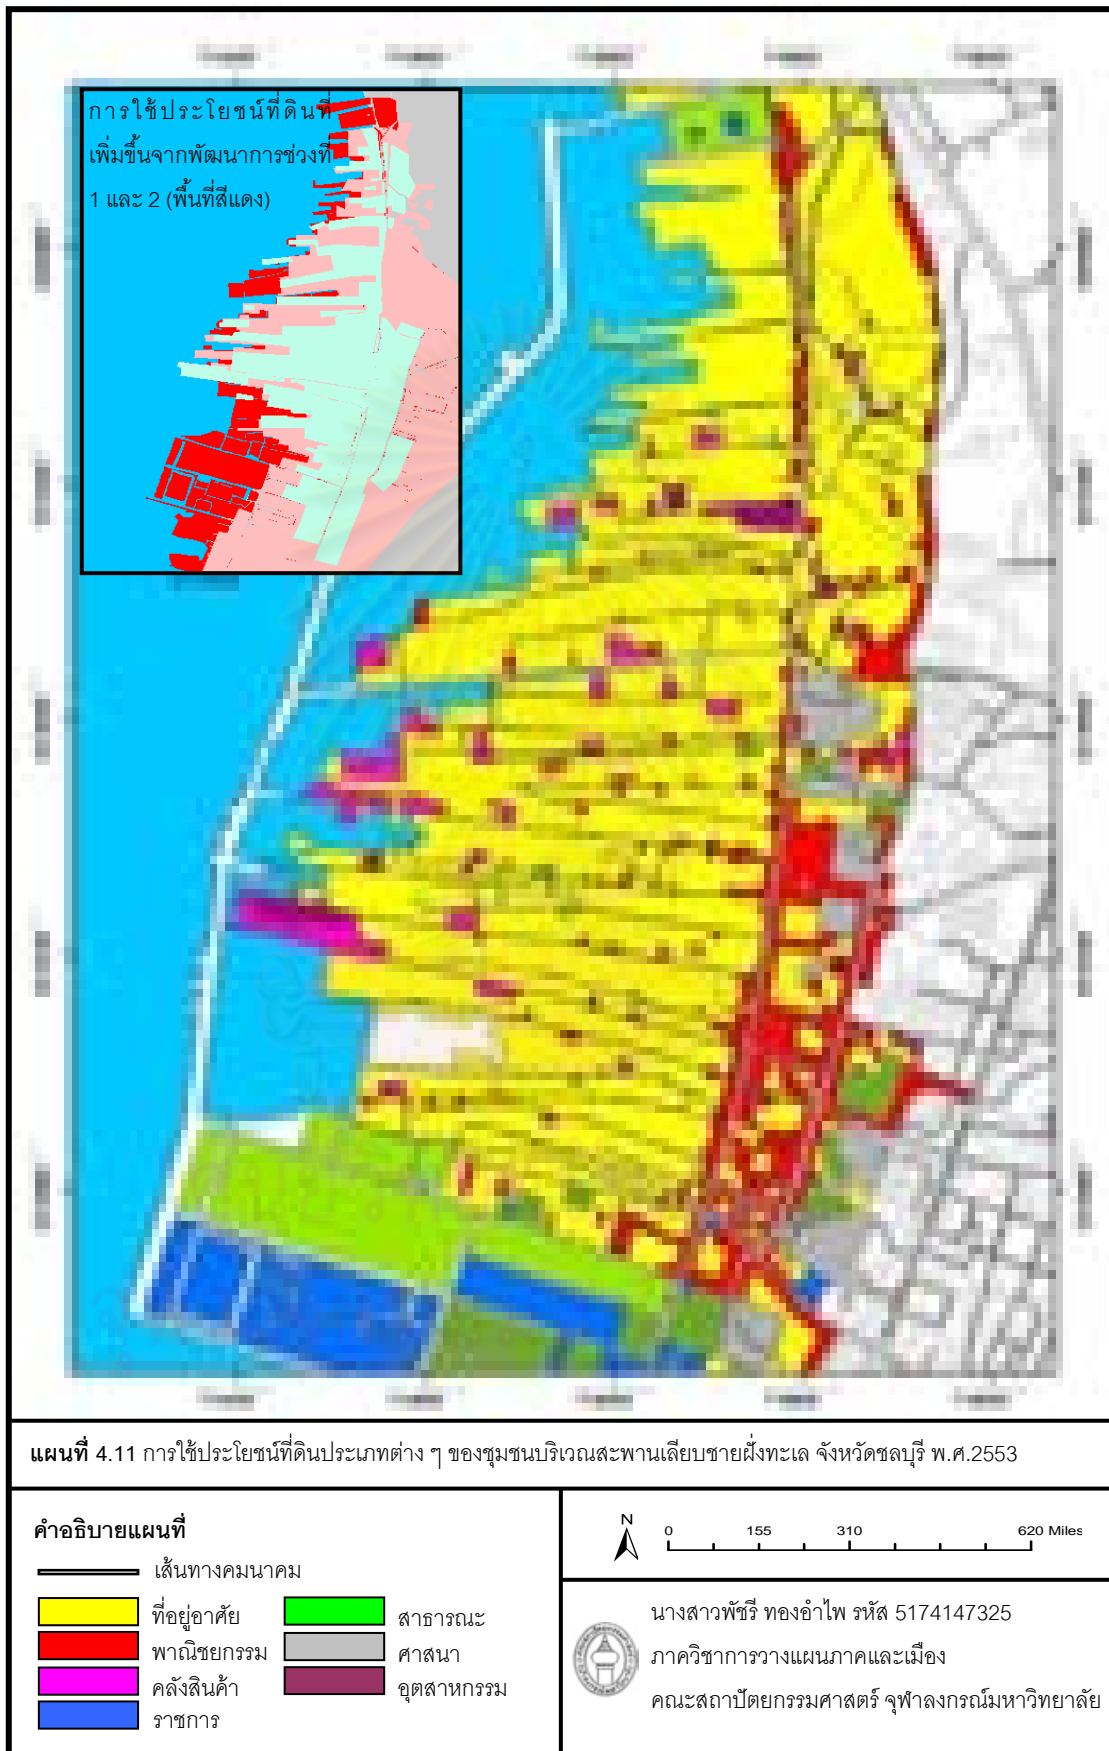 การใช้ประโยชน์ที่ดินที่
เพิ่มขึ้นจากพัฒนาการช่วงที่
1 และ 2 (พื้นที่สีแดง)
แผนที่ 4.11 การใช้ประโยชน์ที่ดินประเภทต่าง ๆ ของชุมชนบริเวณสะพานเลียบชายฝั่งทะเล จังหวัดชลบุรี พ.ศ.2553
คำอธิบายแผนที่
เส้นทางคมนาคม
ที่อยู่อาศัย
พาณิชยกรรม
คลังสินค้า
ราชการ
สาธารณะ
ศาสนา
อุตสาหกรรม
N
0 155 310 620 Miles
นางสาวพัชรี ทองอำไพ รหัส 5174147325
ภาควิชาการวางแผนภาคและเมือง
คณะสถาปัตยกรรมศาสตร์ จุฬาลงกรณ์มหาวิทยาลัย